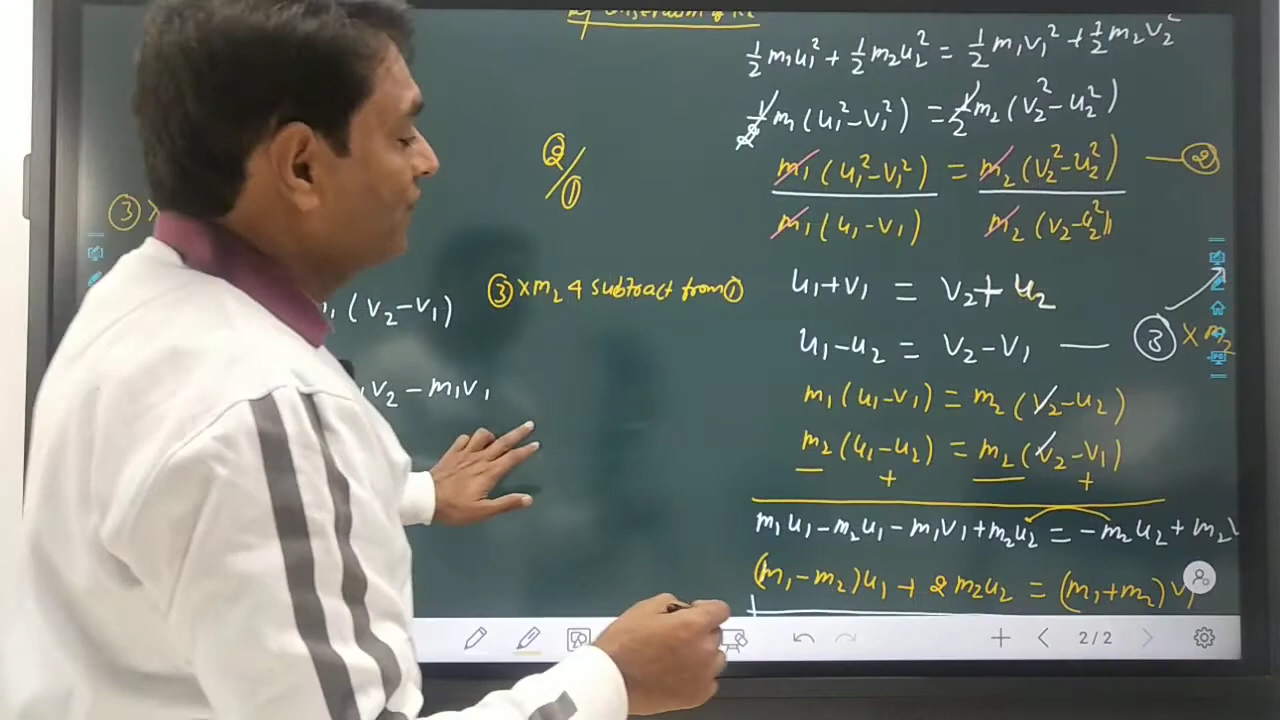 ½m₁u₁² + ½m₂u₂² = ½m₁v₁² + ½m₂v₂²
½m₁(u₁²-v₁²) = ½m₂(v₂²-u₂²)
②/①
m₁(u₁²-v₁²) = m₂(v₂²-u₂²) — ②
m₁(u₁-v₁) m₂(v₂-u₂²)
③ ×
③ × m₂ & subtract from ①
u₁+v₁ = v₂+u₂
(v₂-v₁)
u₁-u₂ = v₂-v₁ — ③ × m₂
v₂ - m₁v₁
m₁(u₁-v₁) = m₂(v₂-u₂)
m₂(u₁-u₂) = m₂(v₂-v₁)
+ +
m₁u₁-m₂u₁-m₁v₁+m₂u₂ = -m₂u₂+m₂
(m₁-m₂)u₁ + 2m₂u₂ = (m₁+m₂)v₁
2/2